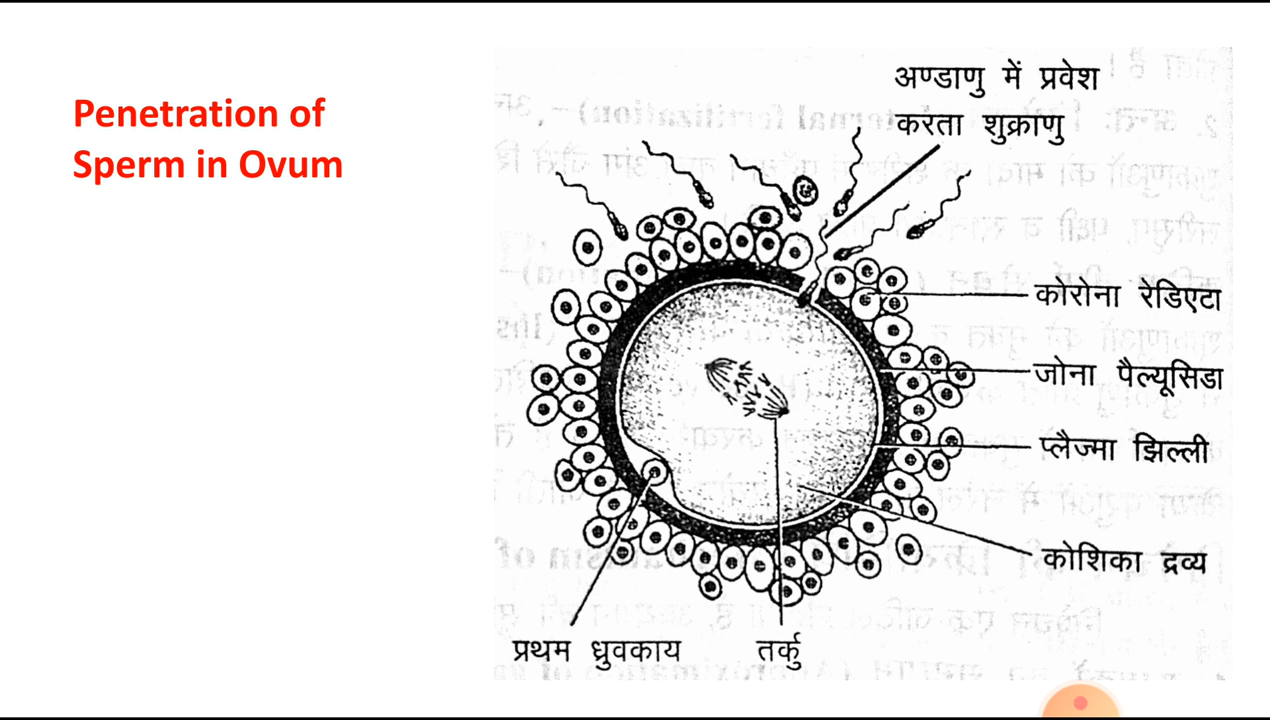 Penetration of
Sperm in Ovum
अण्डाणु में प्रवेश
करता शुक्राणु
कोरोना रेडिएटा
जोना पैल्यूसिडा
प्लैज्मा झिल्ली
कोशिका द्रव्य
प्रथम ध्रुवकाय
तर्कु